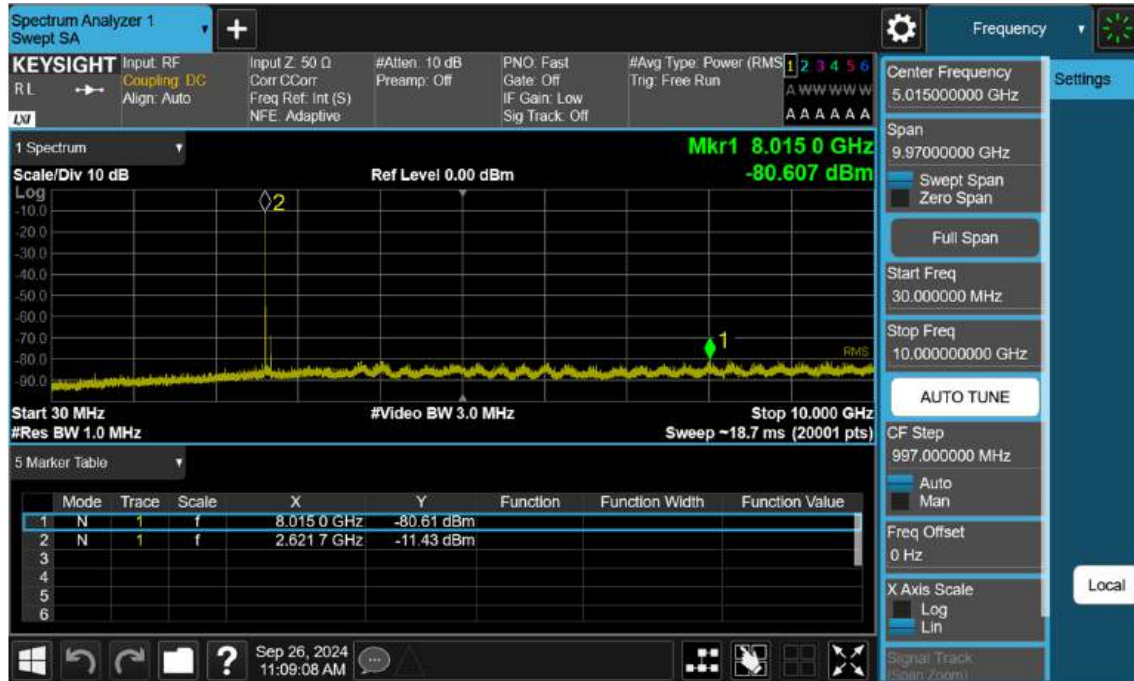 Spectrum Analyzer 1
Swept SA
+
Frequency
KEYSIGHT
RL
LXI
Input: RF
Coupling: DC
Align: Auto
Input Z: 50 Ω
Corr CCorr
Freq Ref: Int (S)
NFE: Adaptive
#Atten: 10 dB
Preamp: Off
PNO: Fast
Gate: Off
IF Gain: Low
Sig Track: Off
#Avg Type: Power (RMS
Trig: Free Run
1 2 3 4 5 6
A W W W W W
A A A A A A
1 Spectrum
Mkr1 8.015 0 GHz
Scale/Div 10 dB
Ref Level 0.00 dBm
-80.607 dBm
Log
-10.0
-20.0
-30.0
-40.0
-50.0
-60.0
-70.0
-80.0
-90.0
2
1
RMS
Start 30 MHz
#Video BW 3.0 MHz
Stop 10.000 GHz
#Res BW 1.0 MHz
Sweep ~18.7 ms (20001 pts)
5 Marker Table
Mode Trace Scale X Y Function Function Width Function Value
1 N 1 f 8.015 0 GHz -80.61 dBm
2 N 1 f 2.621 7 GHz -11.43 dBm
3
4
5
6
Sep 26, 2024
11:09:08 AM
?
Center Frequency
5.015000000 GHz
Span
9.97000000 GHz
Swept Span
Zero Span
Full Span
Start Freq
30.000000 MHz
Stop Freq
10.000000000 GHz
AUTO TUNE
CF Step
997.000000 MHz
Auto
Man
Freq Offset
0 Hz
X Axis Scale
Log
Lin
Signal Track
(Span Zoom)
Settings
Local